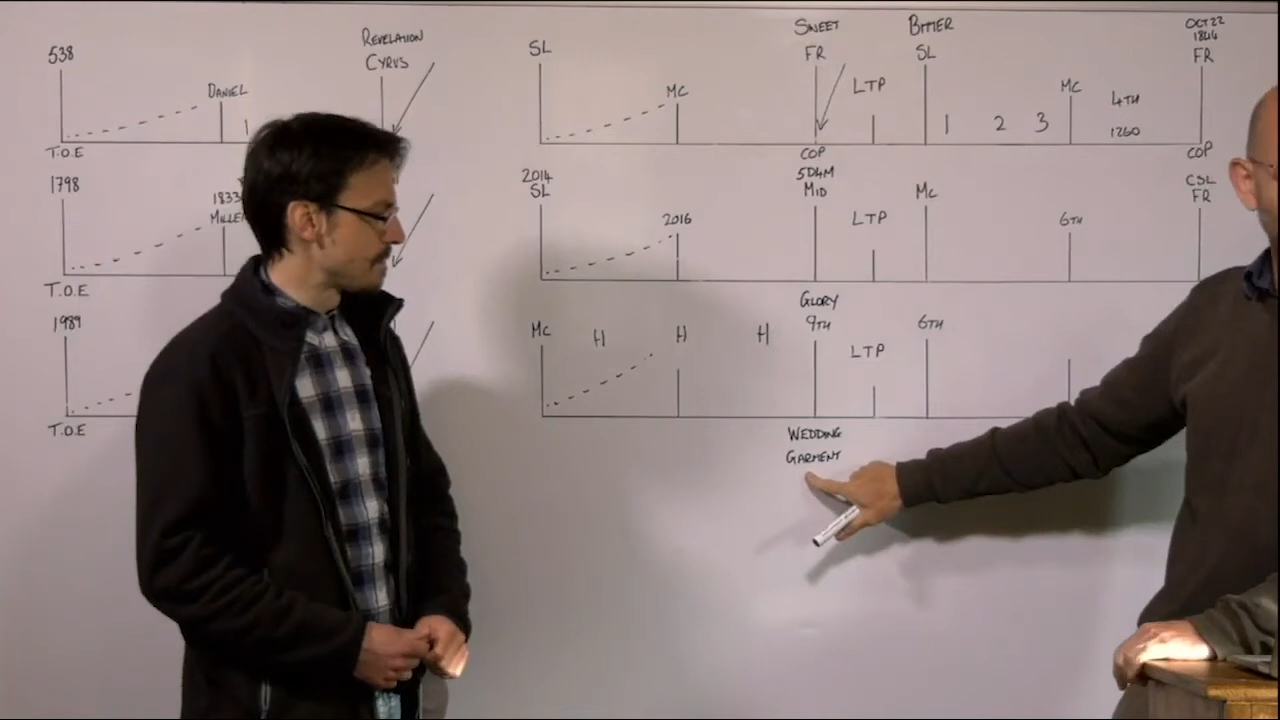 538
DANIEL
T.O.E
REVELATION
CYRUS
1798
1833
T.O.E
1989
T.O.E
SL
MC
SWEET
FR
LTP
BITTER
SL
1 2 3
MC
4TH
1260
OCT 22
1844
FR
COP
COP
2014
SL
2016
5D4M
MID
LTP
MC
6TH
CSL
FR
MC
H H H
GLORY
9TH
LTP
6TH
WEDDING
GARMENT